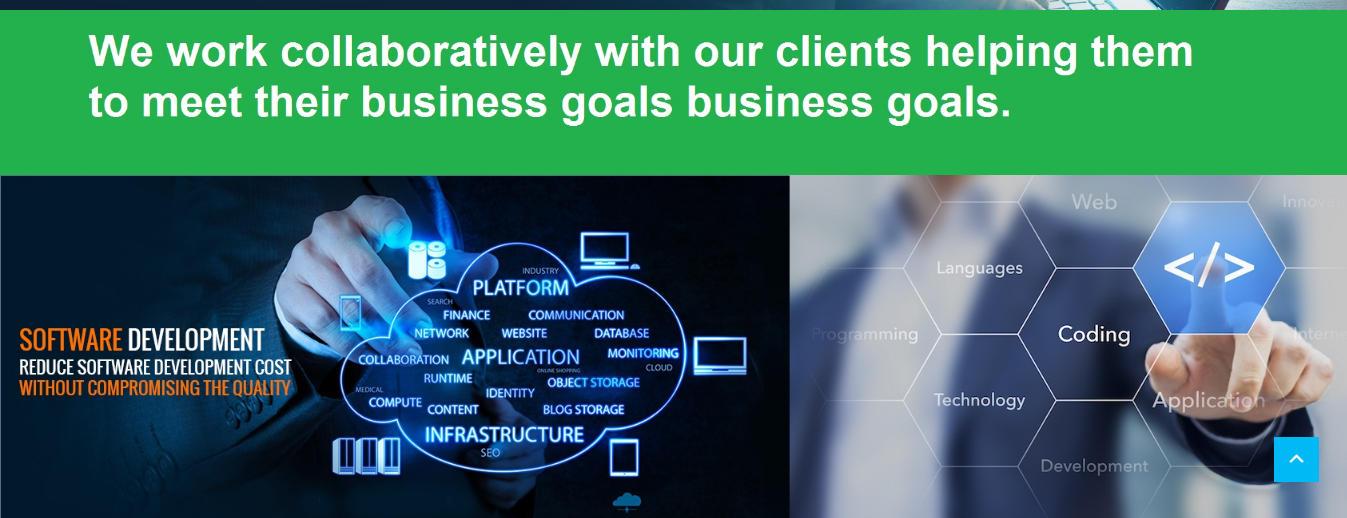 We work collaboratively with our clients helping them
to meet their business goals business goals.
SOFTWARE DEVELOPMENT
REDUCE SOFTWARE DEVELOPMENT COST
WITHOUT COMPROMISING THE QUALITY
INDUSTRY
PLATFORM
SEARCH
FINANCE COMMUNICATION
NETWORK WEBSITE DATABASE
COLLABORATION APPLICATION MONITORING
ONLINE SHOPPING CLOUD
RUNTIME OBJECT STORAGE
MEDICAL IDENTITY
COMPUTE CONTENT BLOG STORAGE
INFRASTRUCTURE
SEO
Web
Languages </>
Programming Coding
Technology Application
Development